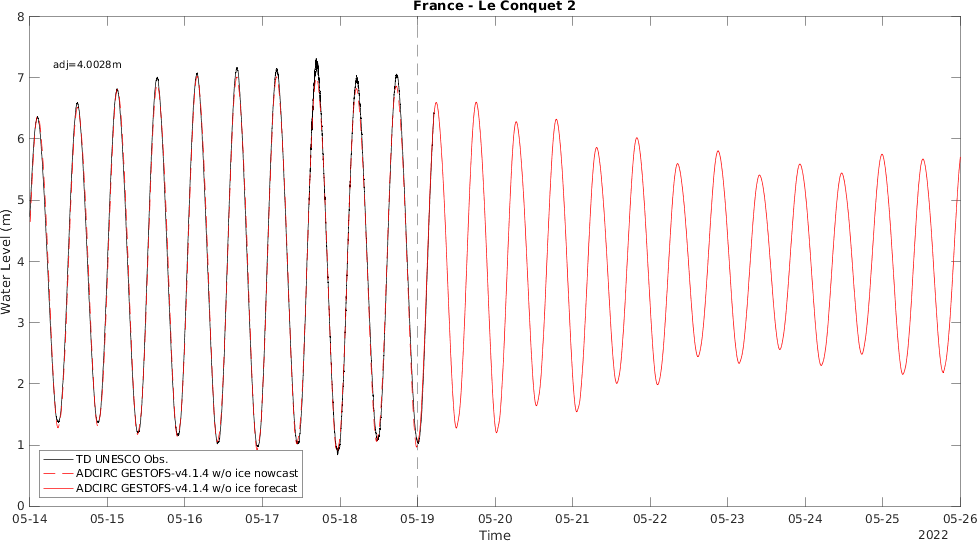 France - Le Conquet 2
8
7
6
5
4
3
2
1
0
adj=4.0028m
Water Level (m)
TD UNESCO Obs.
ADCIRC GESTOFS-v4.1.4 w/o ice nowcast
ADCIRC GESTOFS-v4.1.4 w/o ice forecast
05-14 05-15 05-16 05-17 05-18 05-19 05-20 05-21 05-22 05-23 05-24 05-25 05-26
Time
2022